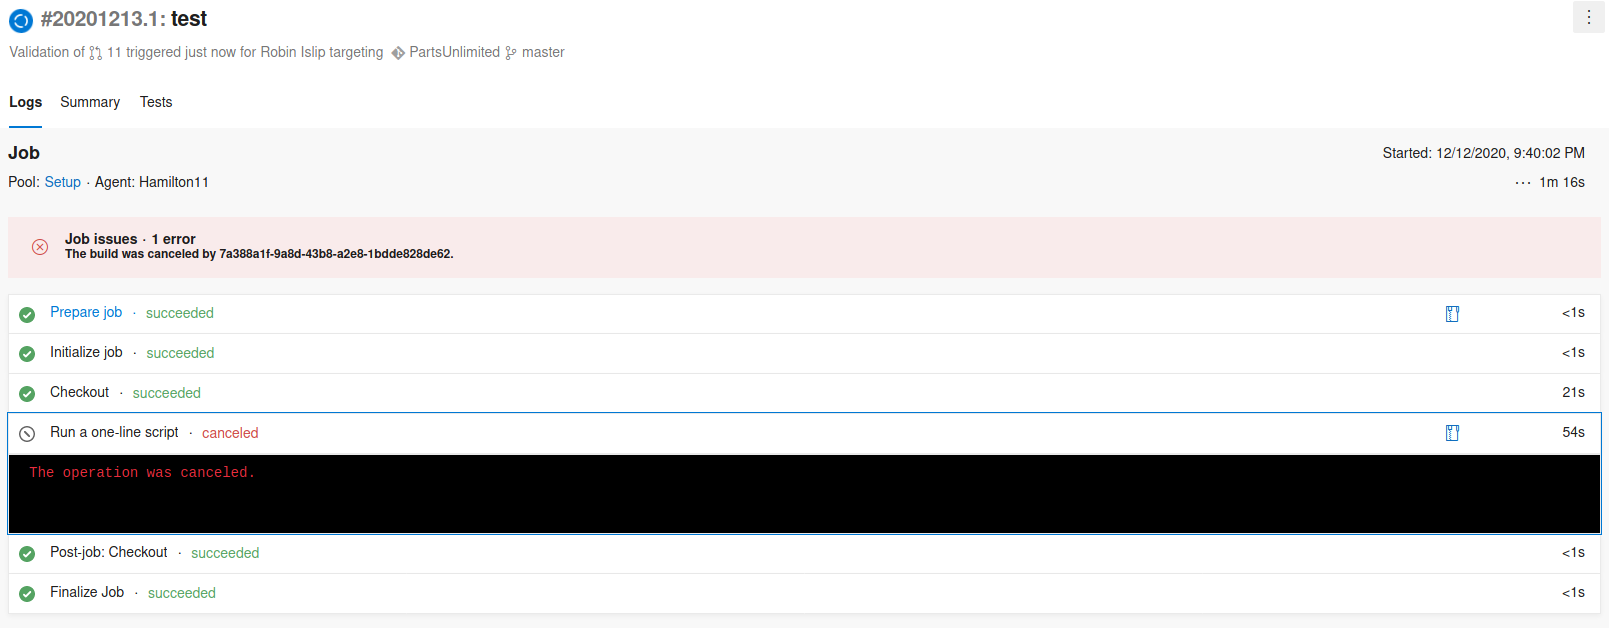 #20201213.1: test
Validation of 11 triggered just now for Robin Islip targeting PartsUnlimited master
Logs Summary Tests
Job
Started: 12/12/2020, 9:40:02 PM
Pool: Setup · Agent: Hamilton11
··· 1m 16s
Job issues · 1 error
The build was canceled by 7a388a1f-9a8d-43b8-a2e8-1bdde828de62.
Prepare job · succeeded <1s
Initialize job · succeeded <1s
Checkout · succeeded 21s
Run a one-line script · canceled 54s
The operation was canceled.
Post-job: Checkout · succeeded <1s
Finalize Job · succeeded <1s